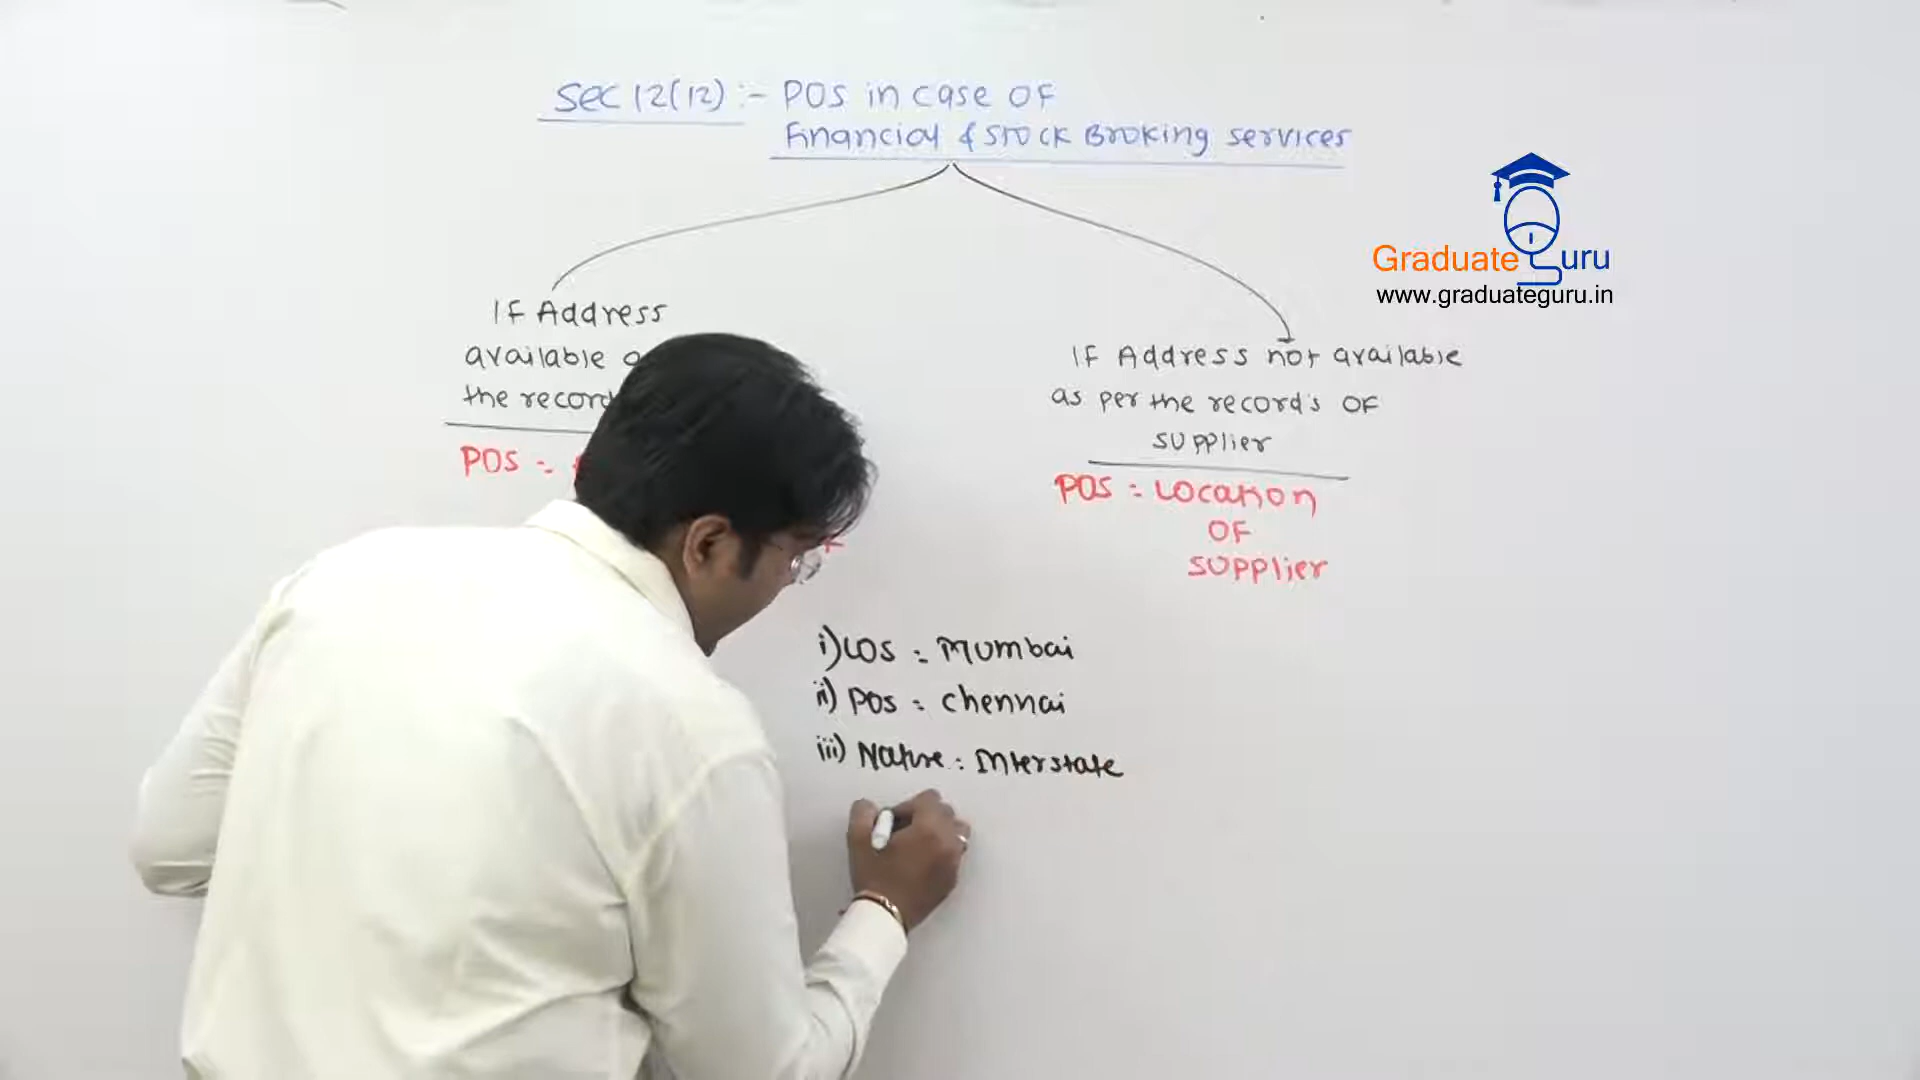 Sec 12(12) :- POS in case OF
Financial & Stock Broking services
Graduate Guru
www.graduateguru.in
IF Address
available
the record
POS =
IF Address not available
as per the record's OF
supplier
POS = Location
OF
supplier
i) LOS = Mumbai
ii) POS = Chennai
iii) Nature = Interstate